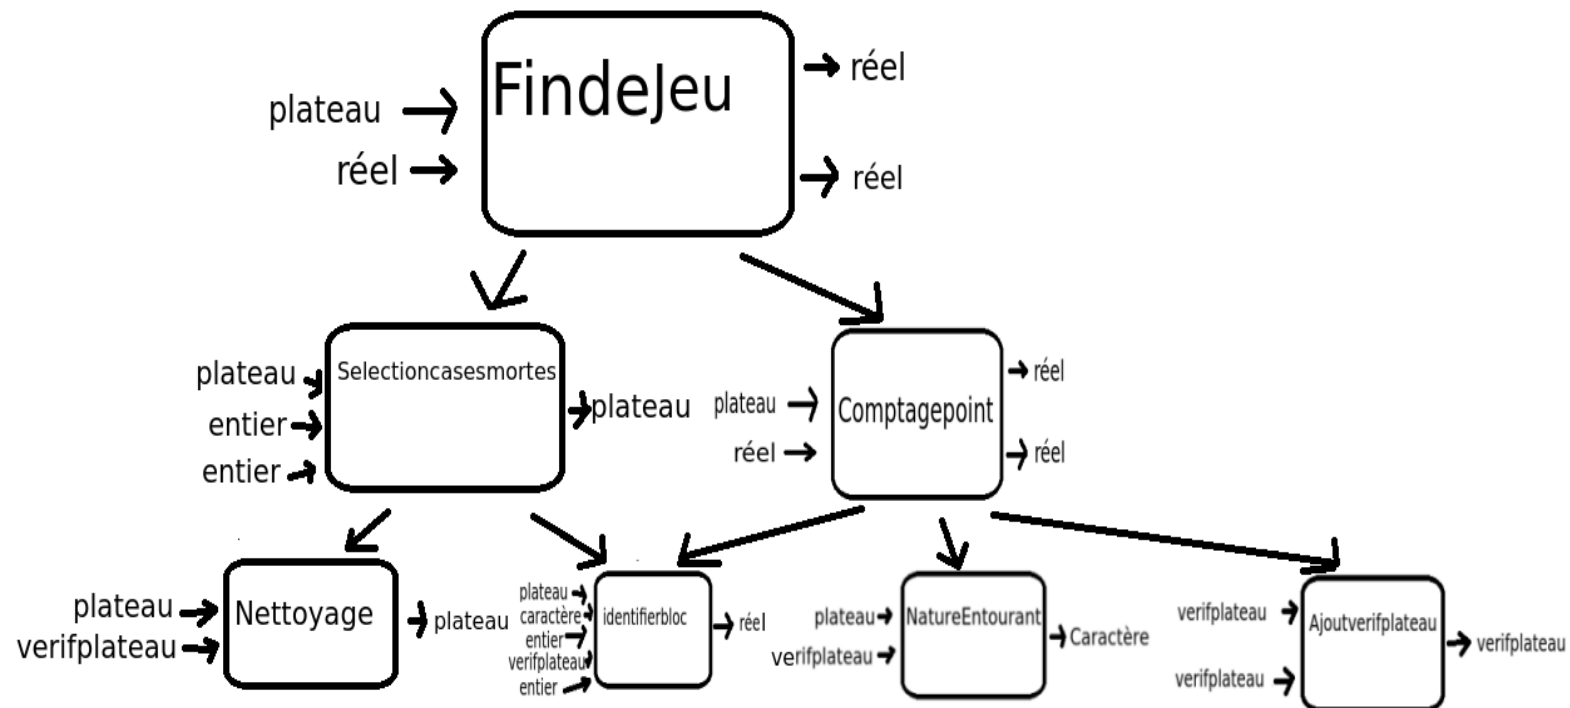 FindeJeu
réel
plateau
réel
réel
plateau
Selectioncasesmortes
entier
entier
plateau
plateau
réel
Comptagepoint
réel
réel
plateau
verifplateau
Nettoyage
plateau
plateau
caractère
entier
verifplateau
entier
identifierbloc
réel
plateau
verifplateau
NatureEntourant
Caractère
verifplateau
verifplateau
Ajoutverifplateau
verifplateau